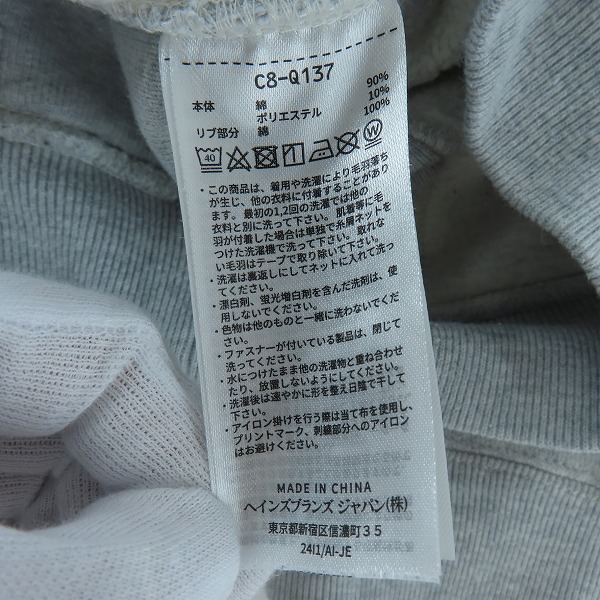 C8-Q137
本体 綿 90%
ポリエステル 10%
リブ部分 綿 100%
40 W
・この商品は、着用や洗濯により毛羽落ち
が生じ、他の衣料に付着することがあり
ます。最初の1,2回の洗濯では他の
衣料と別に洗って下さい。肌着等に毛
羽が付着した場合は単独で糸屑ネットを
つけた洗濯機で洗って下さい。取れな
い毛羽はテープで取り除いて下さい。
・洗濯は裏返しにしてネットに入れて洗っ
てください。
・漂白剤、蛍光増白剤を含んだ洗剤は、使
用しないでください。
・色物は他のものと一緒に洗わないでくだ
さい。
・ファスナーが付いている製品は、閉じて
洗ってください。
・水につけたまま他の洗濯物と重ね合わせ
たり、放置しないようにしてください。
・洗濯後は速やかに形を整え日陰で干して
下さい。
・アイロン掛けを行う際は当て布を使用し、
プリントマーク、刺繍部分へのアイロン
はお避けください。
MADE IN CHINA
ヘインズブランズ ジャパン(株)
東京都新宿区信濃町35
24I1/AI-JE